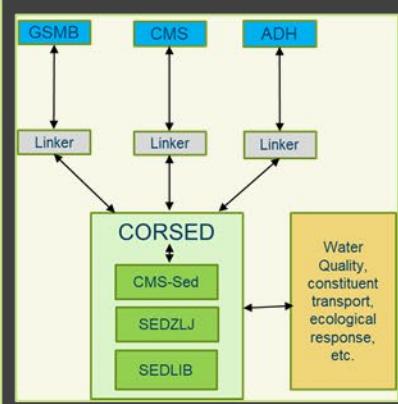 GSMB
CMS
ADH
Linker
Linker
Linker
CORSED
CMS-Sed
SEDZLJ
SEDLIB
Water
Quality,
constituent
transport,
ecological
response,
etc.